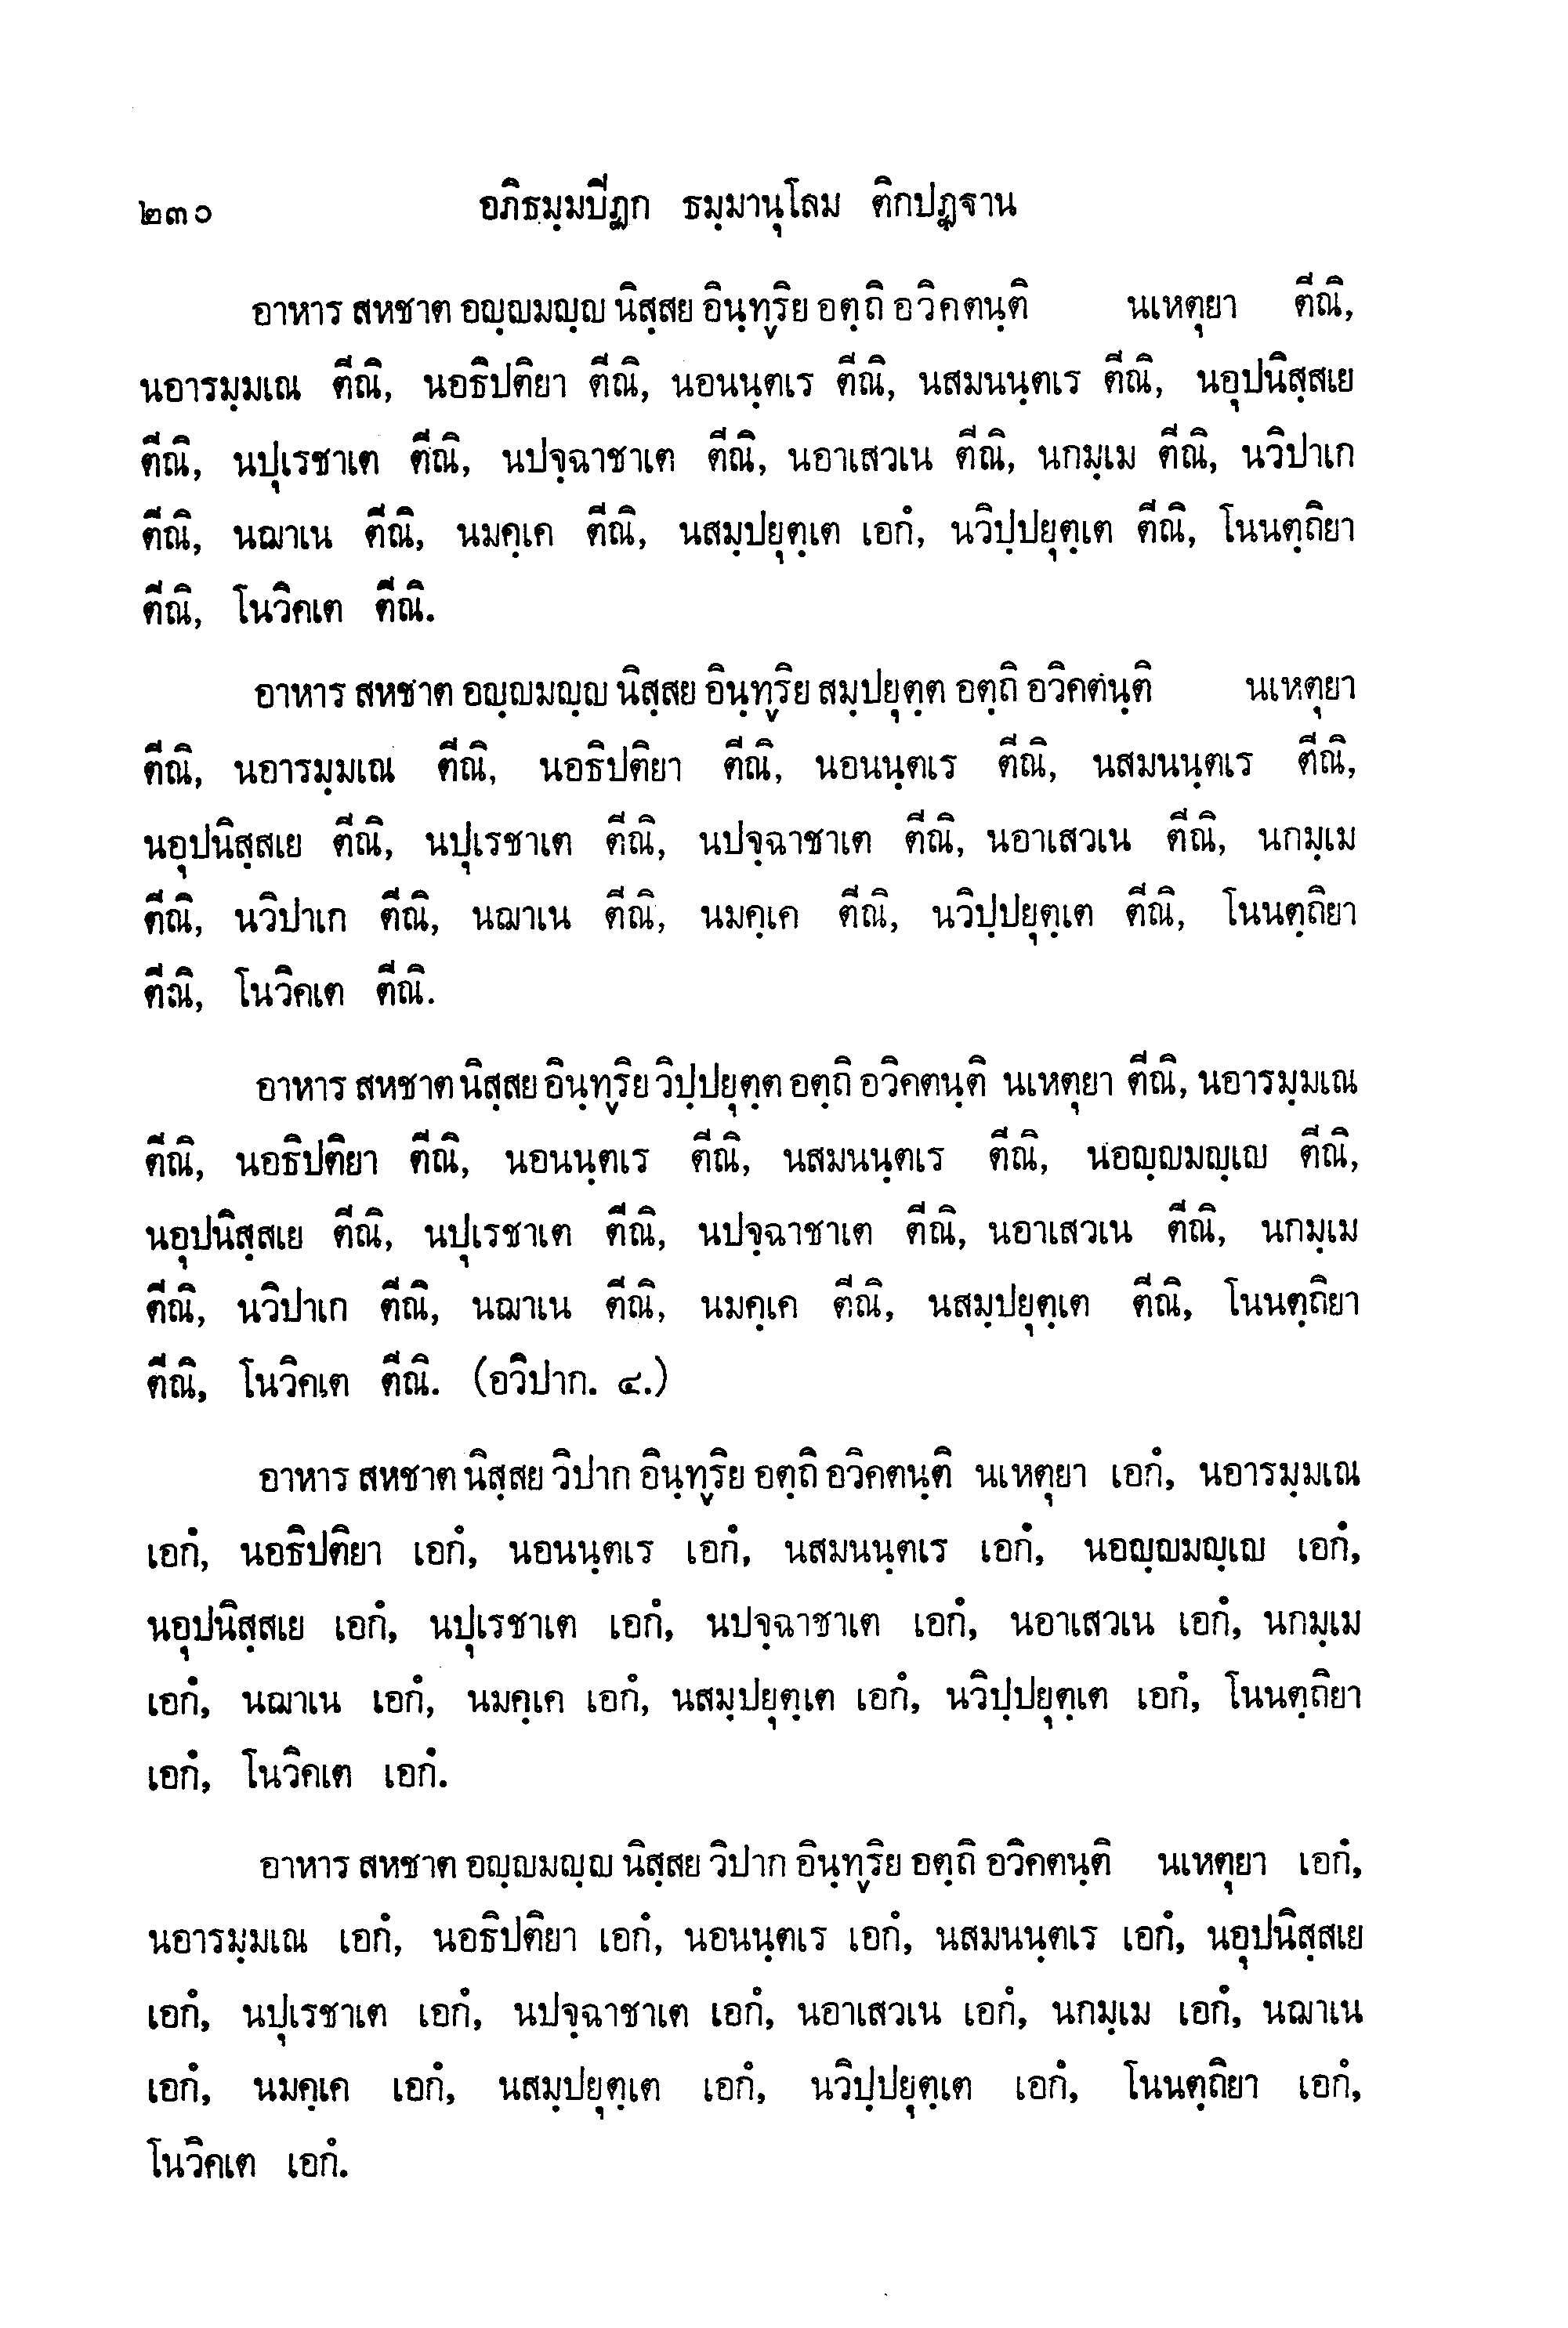 ๒๓๐ อภิธมฺมปีฏก ธมฺมานุโลม ติกปฏฺฐาน
อาหาร สหชาต อญฺญมญฺญ นิสฺสย อินฺทฺริย อตฺถิ อวิคตนฺติ นเหตุยา ตีณิ,
นอารมฺมเณ ตีณิ, นอธิปติยา ตีณิ, นอนนฺตเร ตีณิ, นสมนนฺตเร ตีณิ, นอุปนิสฺสเย
ตีณิ, นปุเรชาเต ตีณิ, นปจฺฉาชาเต ตีณิ, นอาเสวเน ตีณิ, นกมฺเม ตีณิ, นวิปาเก
ตีณิ, นฌาเน ตีณิ, นมคฺเค ตีณิ, นสมฺปยุตฺเต เอกํ, นวิปฺปยุตฺเต ตีณิ, โนนตฺถิยา
ตีณิ, โนวิคเต ตีณิ.
อาหาร สหชาต อญฺญมญฺญ นิสฺสย อินฺทฺริย สมฺปยุตฺต อตฺถิ อวิคตนฺติ นเหตุยา
ตีณิ, นอารมฺมเณ ตีณิ, นอธิปติยา ตีณิ, นอนนฺตเร ตีณิ, นสมนนฺตเร ตีณิ,
นอุปนิสฺสเย ตีณิ, นปุเรชาเต ตีณิ, นปจฺฉาชาเต ตีณิ, นอาเสวเน ตีณิ, นกมฺเม
ตีณิ, นวิปาเก ตีณิ, นฌาเน ตีณิ, นมคฺเค ตีณิ, นวิปฺปยุตฺเต ตีณิ, โนนตฺถิยา
ตีณิ, โนวิคเต ตีณิ.
อาหาร สหชาต นิสฺสย อินฺทฺริย วิปฺปยุตฺต อตฺถิ อวิคตนฺติ นเหตุยา ตีณิ, นอารมฺมเณ
ตีณิ, นอธิปติยา ตีณิ, นอนนฺตเร ตีณิ, นสมนนฺตเร ตีณิ, นอญฺญมญฺเญ ตีณิ,
นอุปนิสฺสเย ตีณิ, นปุเรชาเต ตีณิ, นปจฺฉาชาเต ตีณิ, นอาเสวเน ตีณิ, นกมฺเม
ตีณิ, นวิปาเก ตีณิ, นฌาเน ตีณิ, นมคฺเค ตีณิ, นสมฺปยุตฺเต ตีณิ, โนนตฺถิยา
ตีณิ, โนวิคเต ตีณิ. (อวิปาก. ๔.)
อาหาร สหชาต นิสฺสย วิปาก อินฺทฺริย อตฺถิ อวิคตนฺติ นเหตุยา เอกํ, นอารมฺมเณ
เอกํ, นอธิปติยา เอกํ, นอนนฺตเร เอกํ, นสมนนฺตเร เอกํ, นอญฺญมญฺเญ เอกํ,
นอุปนิสฺสเย เอกํ, นปุเรชาเต เอกํ, นปจฺฉาชาเต เอกํ, นอาเสวเน เอกํ, นกมฺเม
เอกํ, นฌาเน เอกํ, นมคฺเค เอกํ, นสมฺปยุตฺเต เอกํ, นวิปฺปยุตฺเต เอกํ, โนนตฺถิยา
เอกํ, โนวิคเต เอกํ.
อาหาร สหชาต อญฺญมญฺญ นิสฺสย วิปาก อินฺทฺริย อตฺถิ อวิคตนฺติ นเหตุยา เอกํ,
นอารมฺมเณ เอกํ, นอธิปติยา เอกํ, นอนนฺตเร เอกํ, นสมนนฺตเร เอกํ, นอุปนิสฺสเย
เอกํ, นปุเรชาเต เอกํ, นปจฺฉาชาเต เอกํ, นอาเสวเน เอกํ, นกมฺเม เอกํ, นฌาเน
เอกํ, นมคฺเค เอกํ, นสมฺปยุตฺเต เอกํ, นวิปฺปยุตฺเต เอกํ, โนนตฺถิยา เอกํ,
โนวิคเต เอกํ.